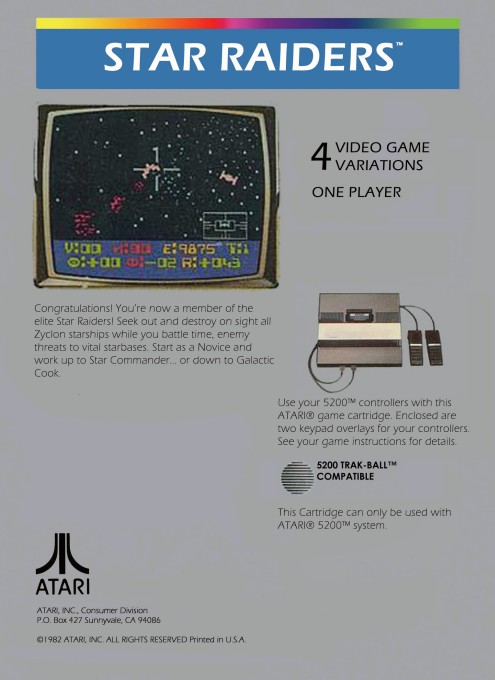 STAR RAIDERS™
4 VIDEO GAME
VARIATIONS
ONE PLAYER
V:00 K:00 E:9875 T:1
Θ:+00 Φ:-02 R:+043
Congratulations! You're now a member of the
elite Star Raiders! Seek out and destroy on sight all
Zyclon starships while you battle time, enemy
threats to vital starbases. Start as a Novice and
work up to Star Commander... or down to Galactic
Cook.
Use your 5200™ controllers with this
ATARI® game cartridge. Enclosed are
two keypad overlays for your controllers.
See your game instructions for details.
5200 TRAK-BALL™
COMPATIBLE
This Cartridge can only be used with
ATARI® 5200™ system.
ATARI
ATARI, INC., Consumer Division
P.O. Box 427 Sunnyvale, CA 94086
©1982 ATARI, INC. ALL RIGHTS RESERVED Printed in U.S.A.